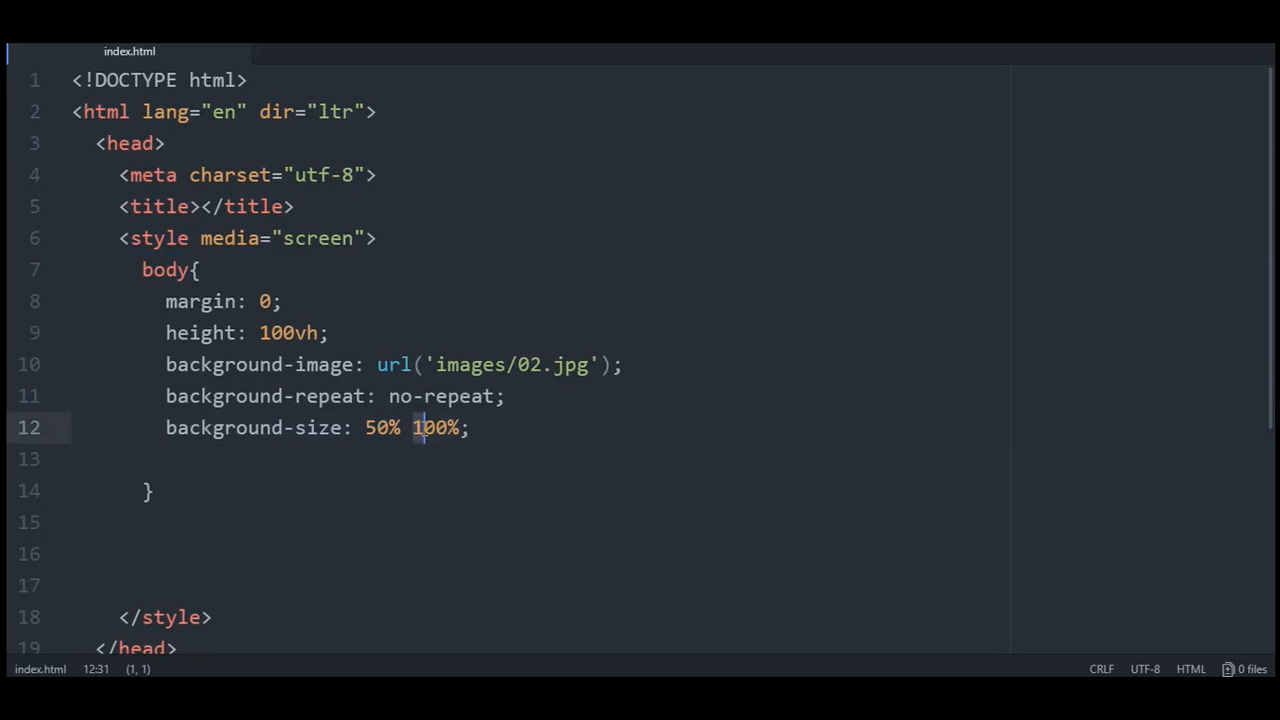 index.html
1 <!DOCTYPE html>
2 <html lang="en" dir="ltr">
3 <head>
4 <meta charset="utf-8">
5 <title></title>
6 <style media="screen">
7 body{
8 margin: 0;
9 height: 100vh;
10 background-image: url('images/02.jpg');
11 background-repeat: no-repeat;
12 background-size: 50% 100%;
13
14 }
15
16
17
18 </style>
19 </head>
index.html 12:31 (1, 1) CRLF UTF-8 HTML 0 files